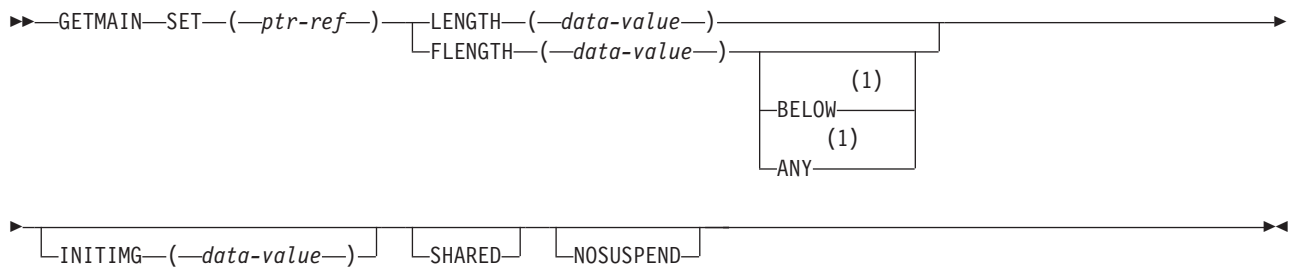 GETMAIN SET ( ptr-ref ) LENGTH ( data-value )
FLENGTH ( data-value )
(1)
BELOW
(1)
ANY
INITIMG ( data-value ) SHARED NOSUSPEND